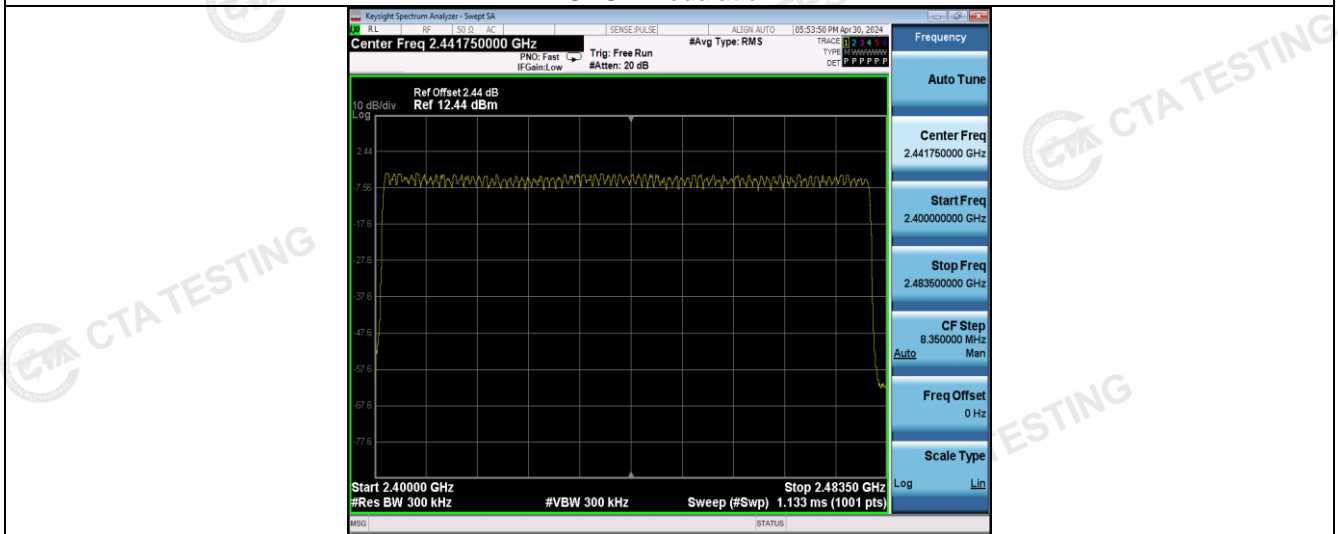 Keysight Spectrum Analyzer - Swept SA
RL RF 50 Ω AC SENSE:PULSE ALIGN AUTO 05:53:50 PM Apr 30, 2024
Center Freq 2.441750000 GHz
PNO: Fast
IFGain:Low
Trig: Free Run
#Atten: 20 dB
#Avg Type: RMS
TRACE 1 2 3 4 5 6
TYPE M WWWWW
DET P P P P P P
Ref Offset 2.44 dB
10 dB/div Ref 12.44 dBm
Log
2.44
-7.56
-17.6
-27.6
-37.6
-47.6
-57.6
-67.6
-77.6
Start 2.40000 GHz Stop 2.48350 GHz
#Res BW 300 kHz #VBW 300 kHz Sweep (#Swp) 1.133 ms (1001 pts)
MSG STATUS
Frequency
Auto Tune
Center Freq
2.441750000 GHz
Start Freq
2.400000000 GHz
Stop Freq
2.483500000 GHz
CF Step
8.350000 MHz
Auto Man
Freq Offset
0 Hz
Scale Type
Log Lin
CTA TESTING
CTA TESTING
TESTING